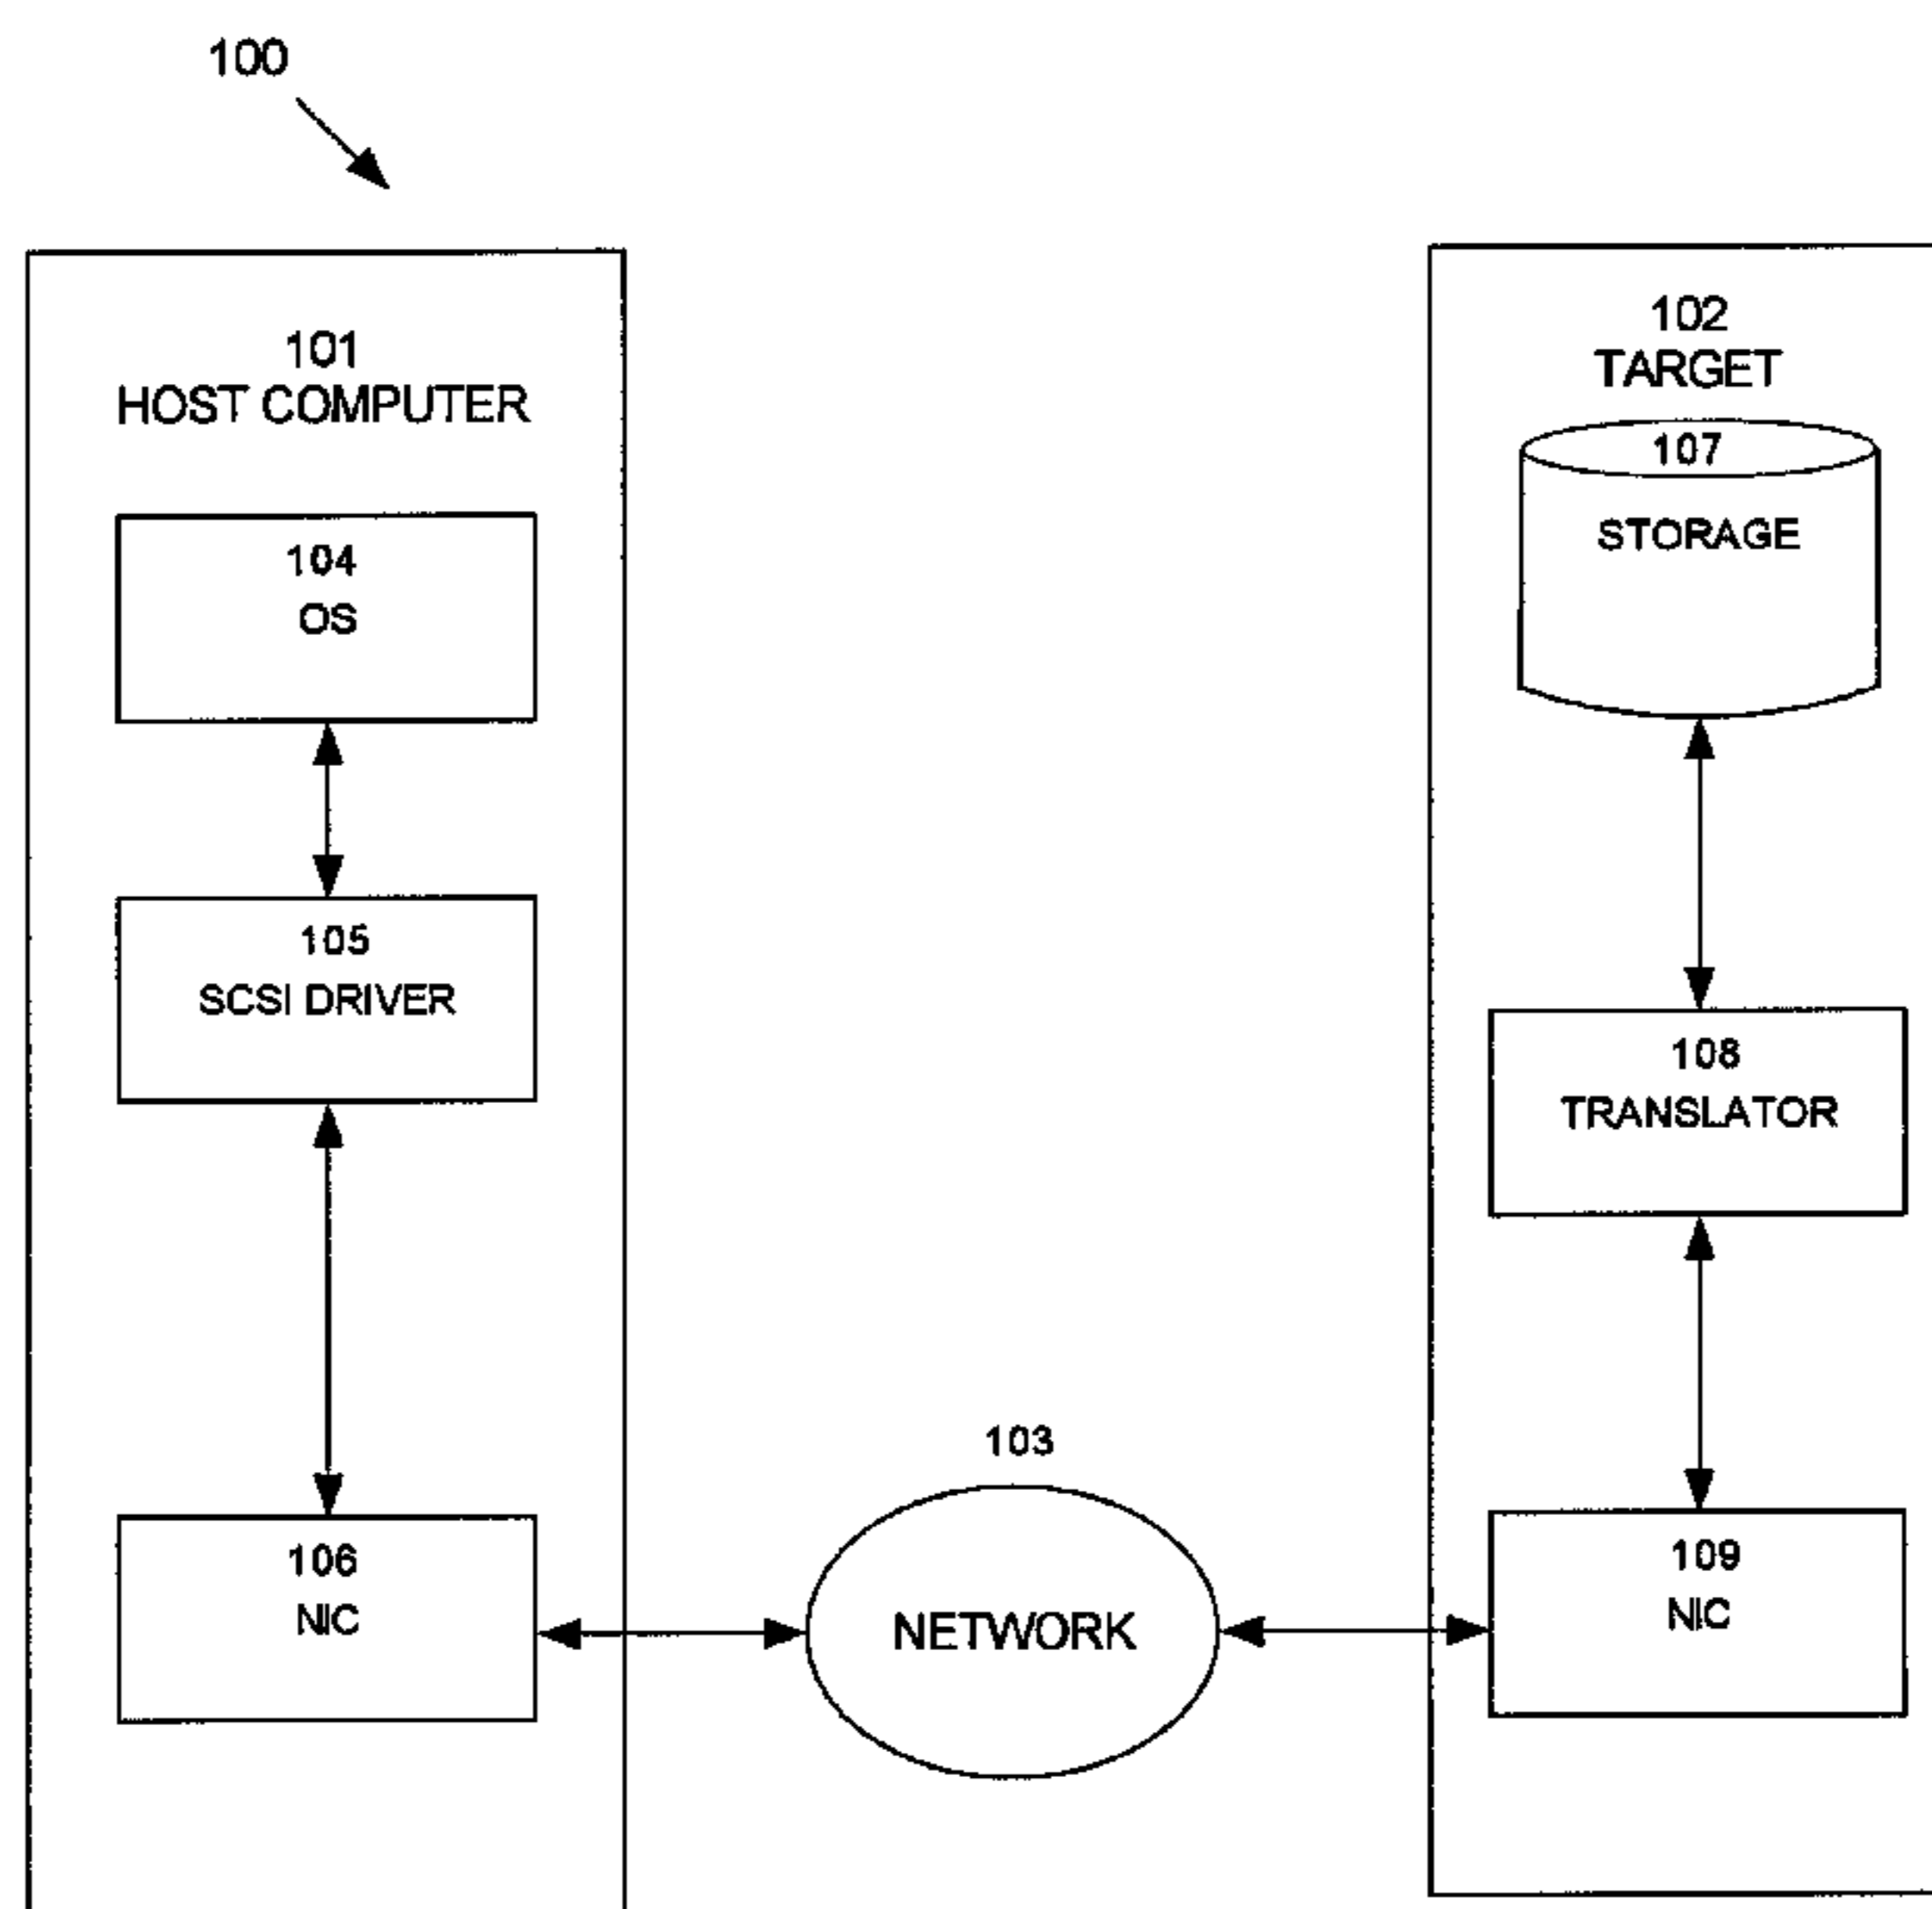 100
101
HOST COMPUTER
104
OS
105
SCSI DRIVER
106
NIC
103
NETWORK
102
TARGET
107
STORAGE
108
TRANSLATOR
109
NIC